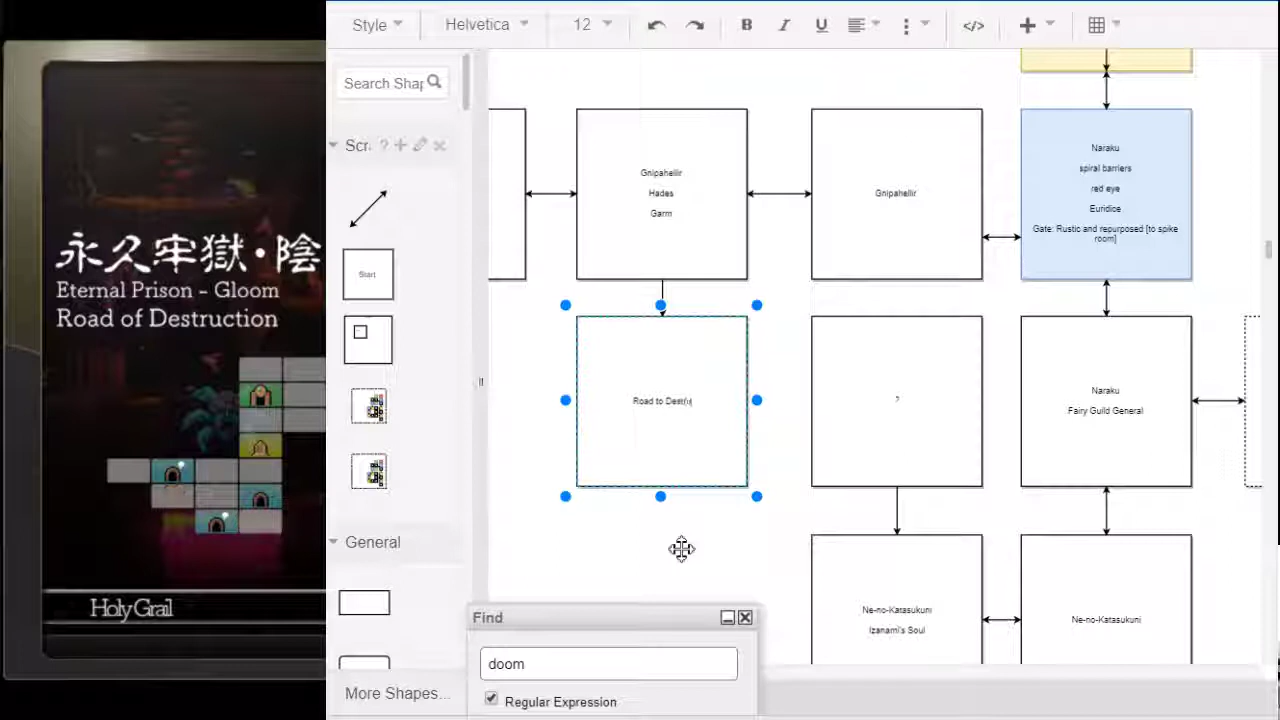 永久牢獄・陰
Eternal Prison - Gloom
Road of Destruction
Holy Grail
Style
Helvetica
12
B
I
U
</>
Search Shap
Scr.
?
Start
General
More Shapes...
Gnipahellir
Hades
Garm
Gnipahellir
Naraku
spiral barriers
red eye
Euridice
Gate: Rustic and repurposed [to spike
room]
Road to Destru
?
Naraku
Fairy Guild General
Ne-no-Katasukuni
Izanami's Soul
Ne-no-Katasukuni
Find
doom
Regular Expression